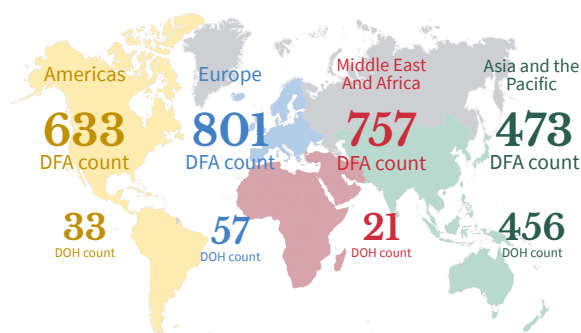 Americas
633
DFA count
33
DOH count
Europe
801
DFA count
57
DOH count
Middle East
And Africa
757
DFA count
21
DOH count
Asia and the
Pacific
473
DFA count
456
DOH count